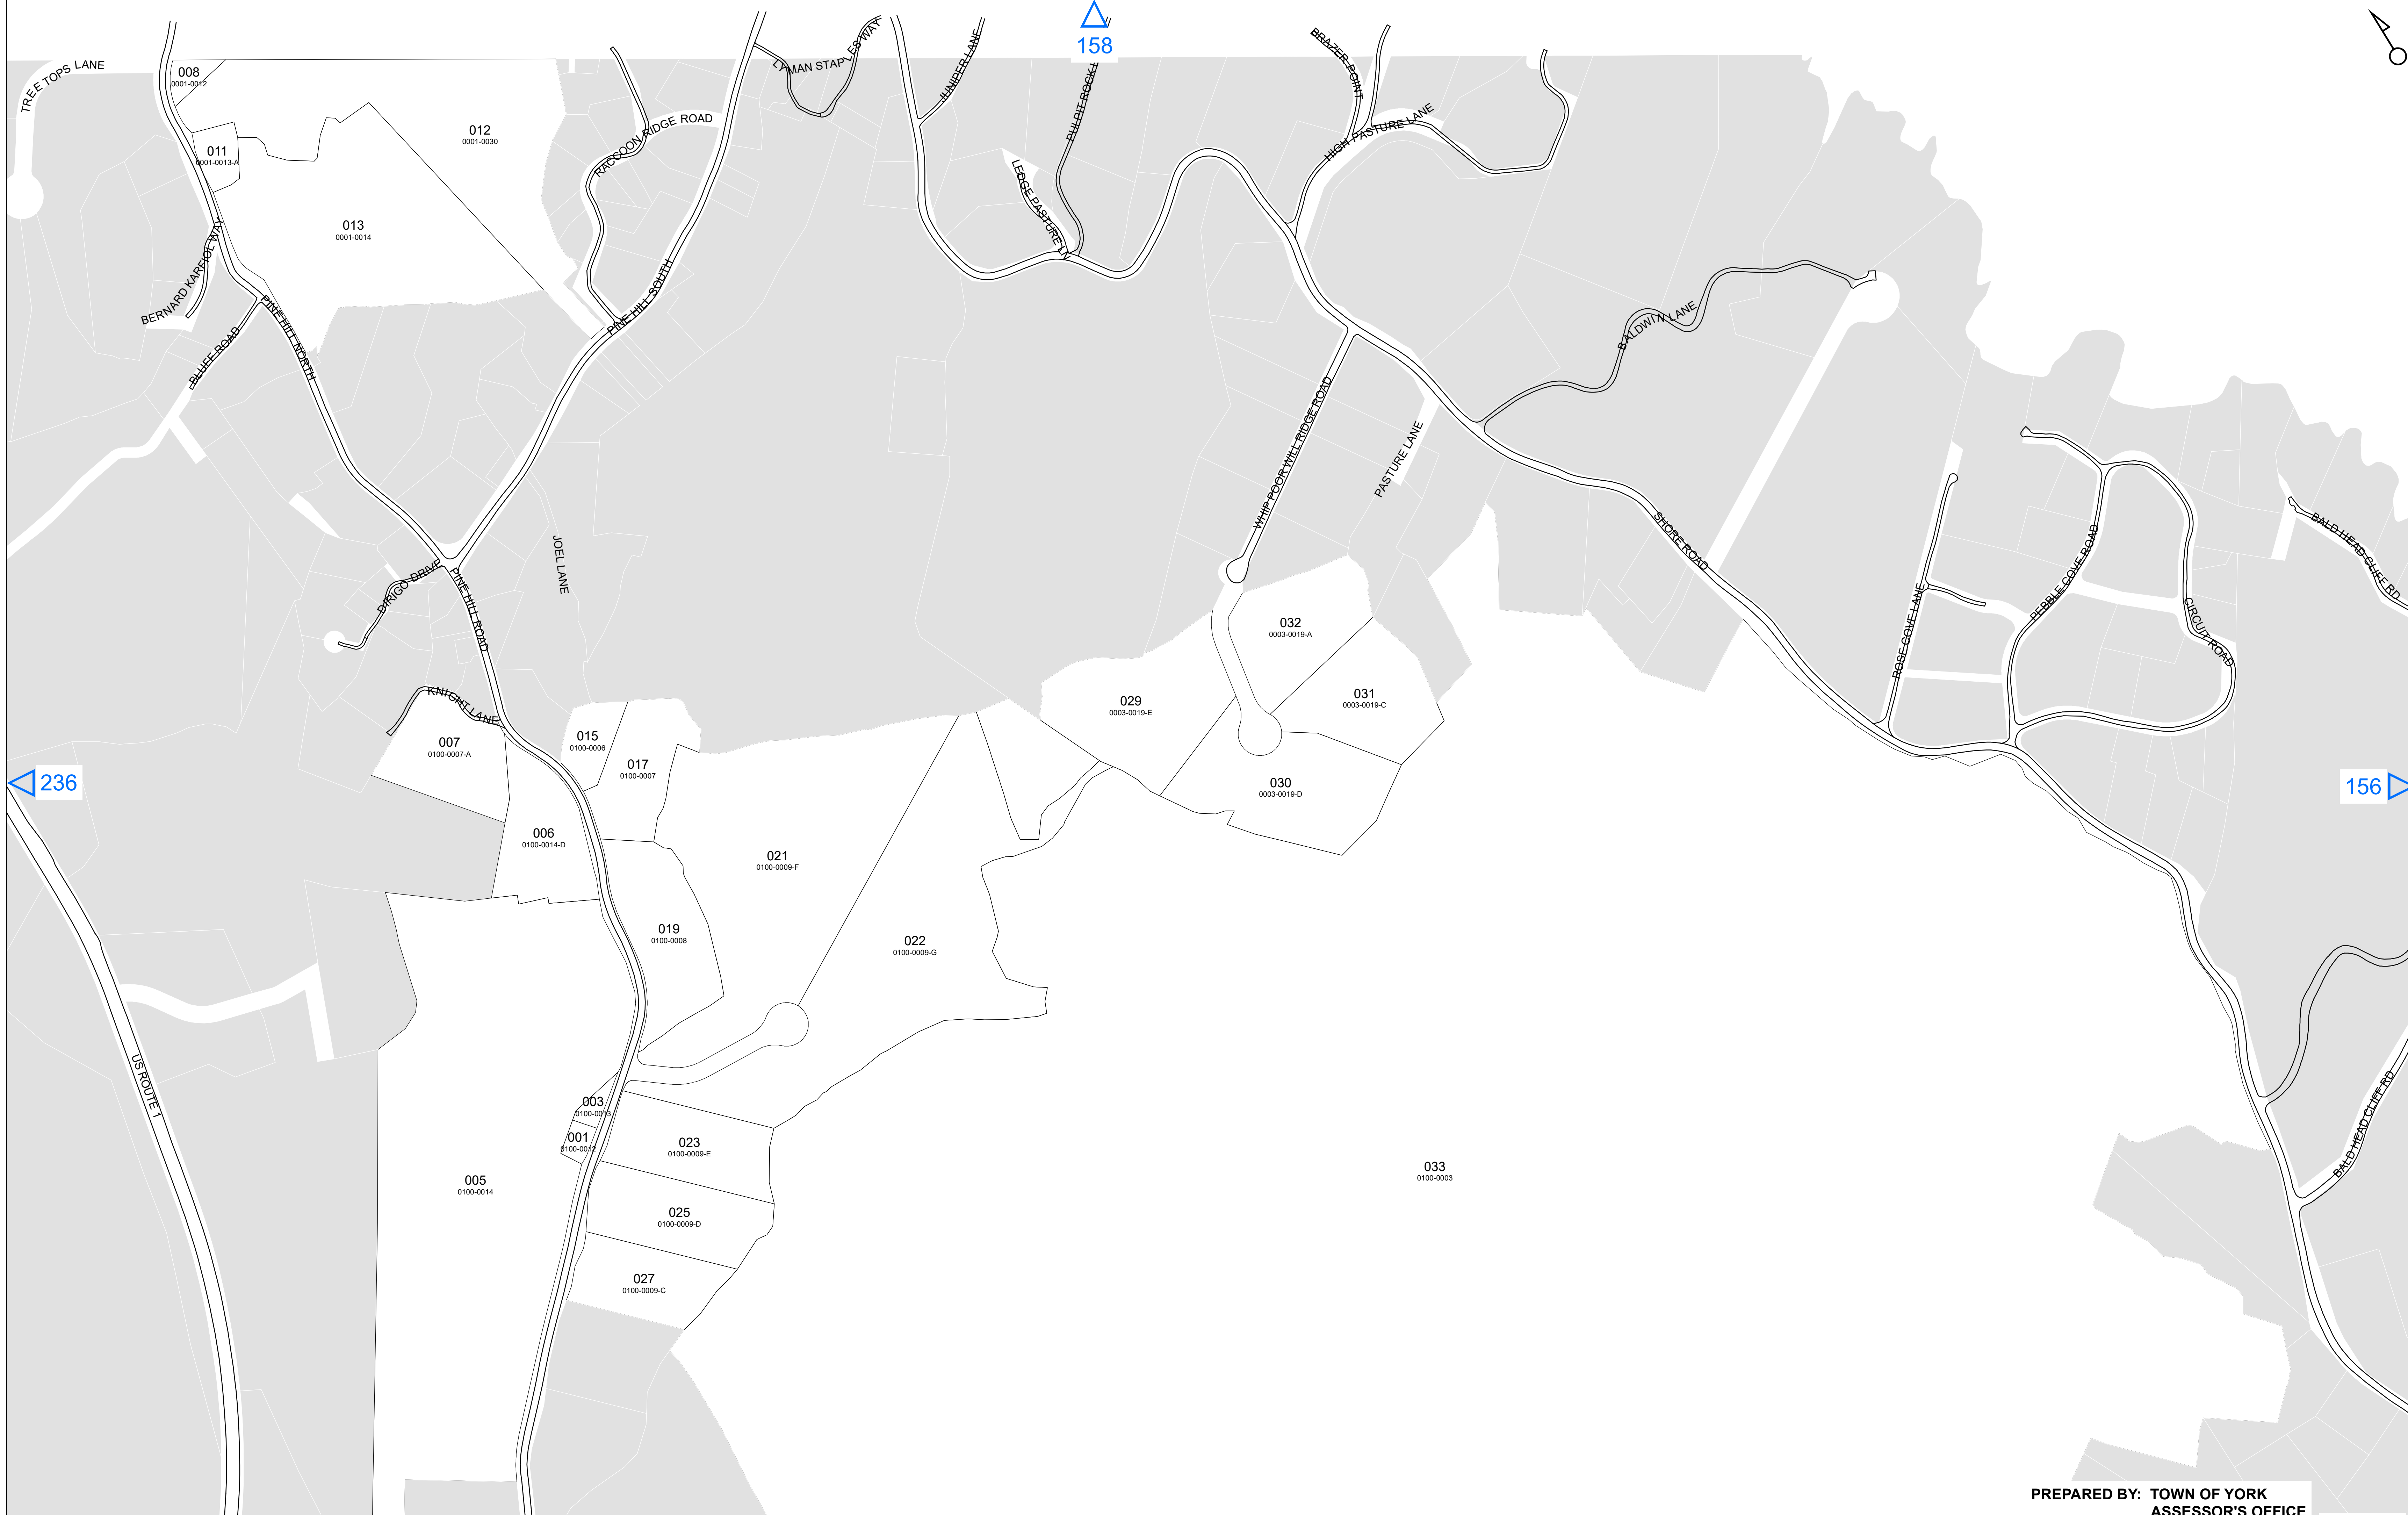 158
TREE TOPS LANE
008
0001-0012
LYMAN STAPLES WAY
JUNIPER LANE
PULPIT ROCK
BRAZER POINT
HIGH PASTURE LANE
012
0001-0030
RACCOON RIDGE ROAD
011
0001-0013-A
LEDGE PASTURE LN
013
0001-0014
BERNARD KARFIOL WAY
PINE HILL SOUTH
BLUFF ROAD
PINE HILL NORTH
BALDWIN LANE
WHIP POOR WILL RIDGE ROAD
PASTURE LANE
SHORE ROAD
BALD HEAD CLIFF RD
JOEL LANE
DIRIGO DRIVE
PINE HILL ROAD
ROSE COVE LANE
PEBBLE COVE ROAD
CIRCUIT ROAD
032
0003-0019-A
KNIGHT LANE
031
0003-0019-C
029
0003-0019-E
007
0100-0007-A
015
0100-0006
017
0100-0007
236
030
0003-0019-D
156
006
0100-0014-D
021
0100-0009-F
019
0100-0008
022
0100-0009-G
US ROUTE 1
003
0100-0013
001
0100-0012
023
0100-0009-E
BALD HEAD CLIFF RD
005
0100-0014
033
0100-0003
025
0100-0009-D
027
0100-0009-C
PREPARED BY: TOWN OF YORK
ASSESSOR'S OFFICE